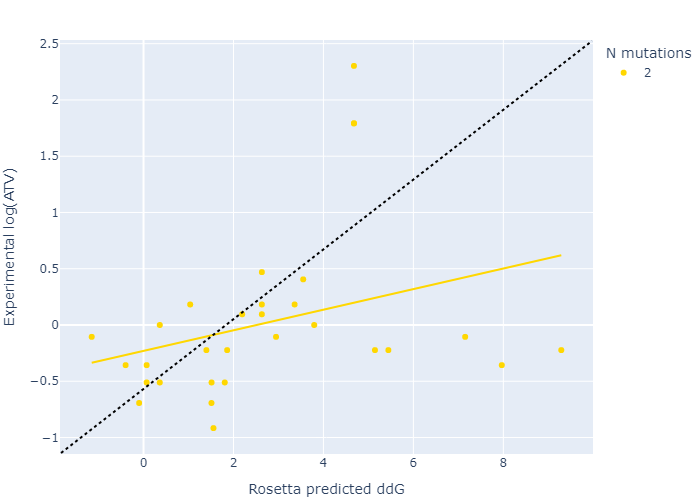 N mutations
2
2.5
2
1.5
1
0.5
0
−0.5
−1
Experimental log(ATV)
0 2 4 6 8
Rosetta predicted ddG